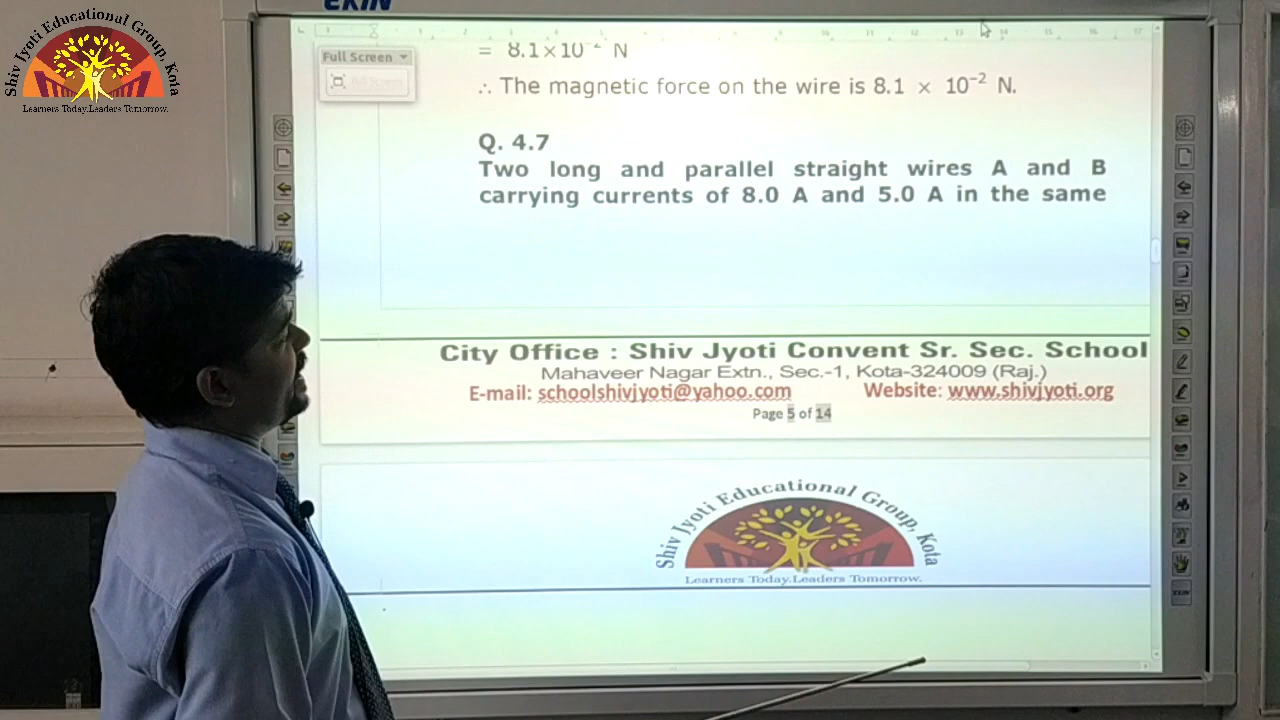 EKIN
Shiv Jyoti Educational Group, Kota
Learners Today.Leaders Tomorrow.
Full Screen
= 8.1×10⁻² N
∴ The magnetic force on the wire is 8.1 × 10⁻² N.
Q. 4.7
Two long and parallel straight wires A and B
carrying currents of 8.0 A and 5.0 A in the same
City Office : Shiv Jyoti Convent Sr. Sec. School
Mahaveer Nagar Extn., Sec.-1, Kota-324009 (Raj.)
E-mail: schoolshivjyoti@yahoo.com Website: www.shivjyoti.org
Page 5 of 14
Shiv Jyoti Educational Group, Kota
Learners Today.Leaders Tomorrow.
EKIN